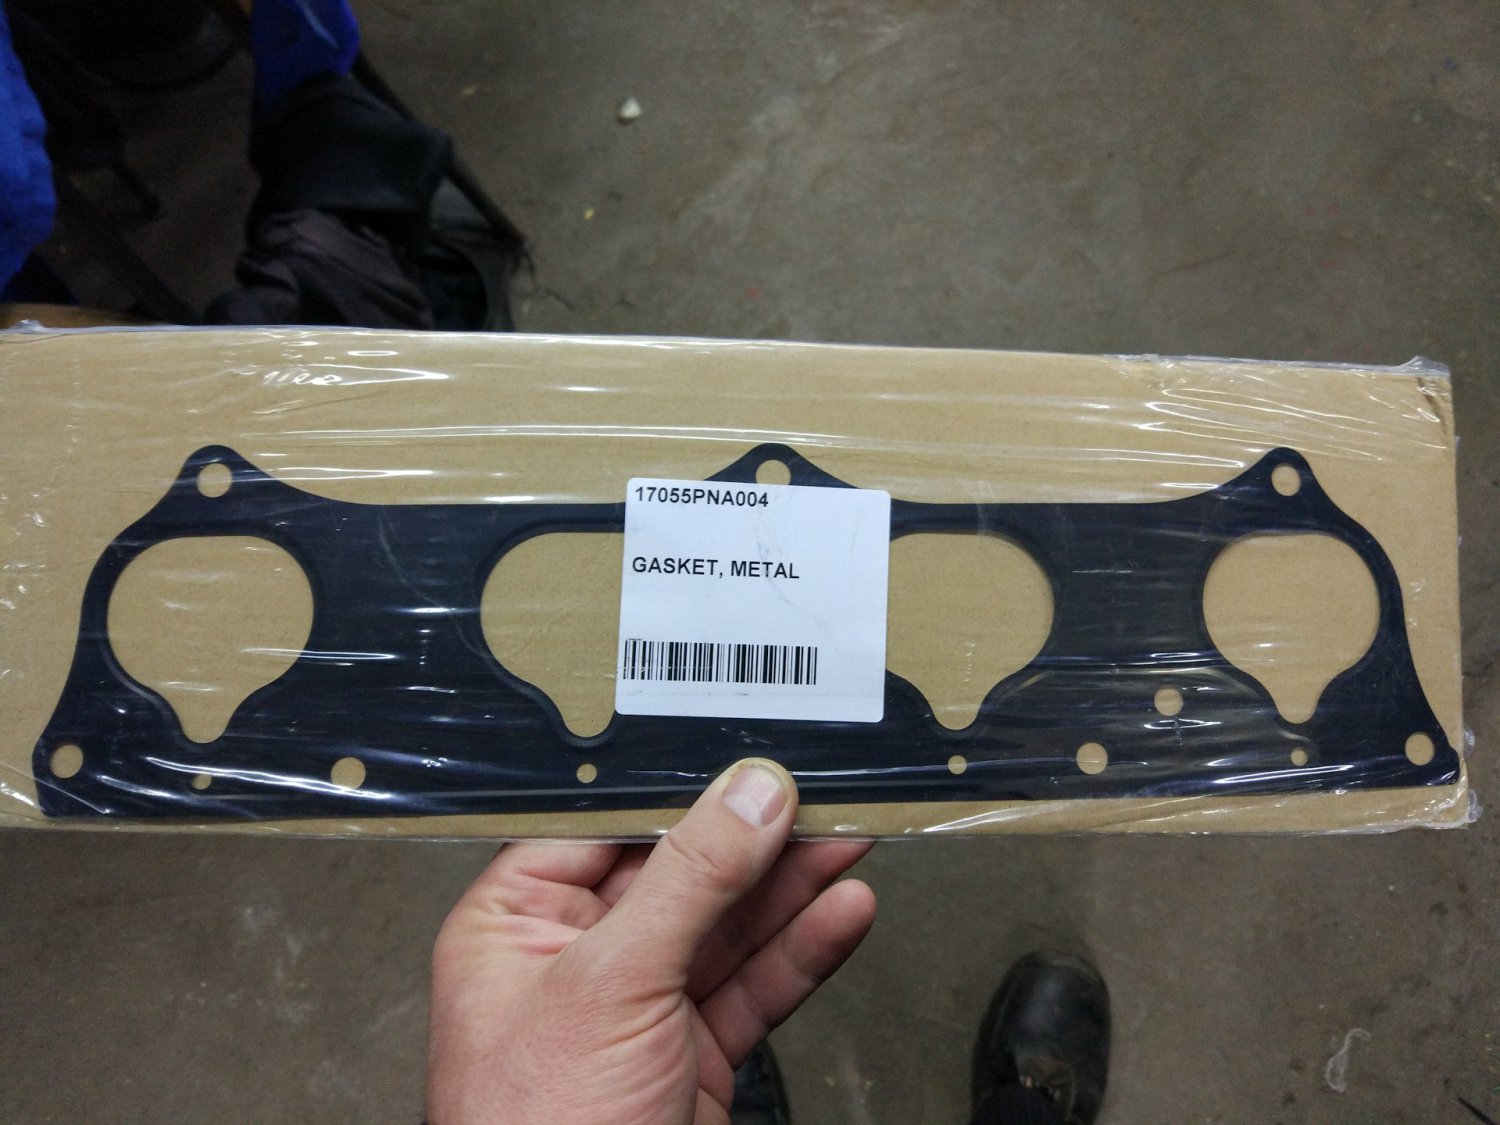 17055PNA004
GASKET, METAL